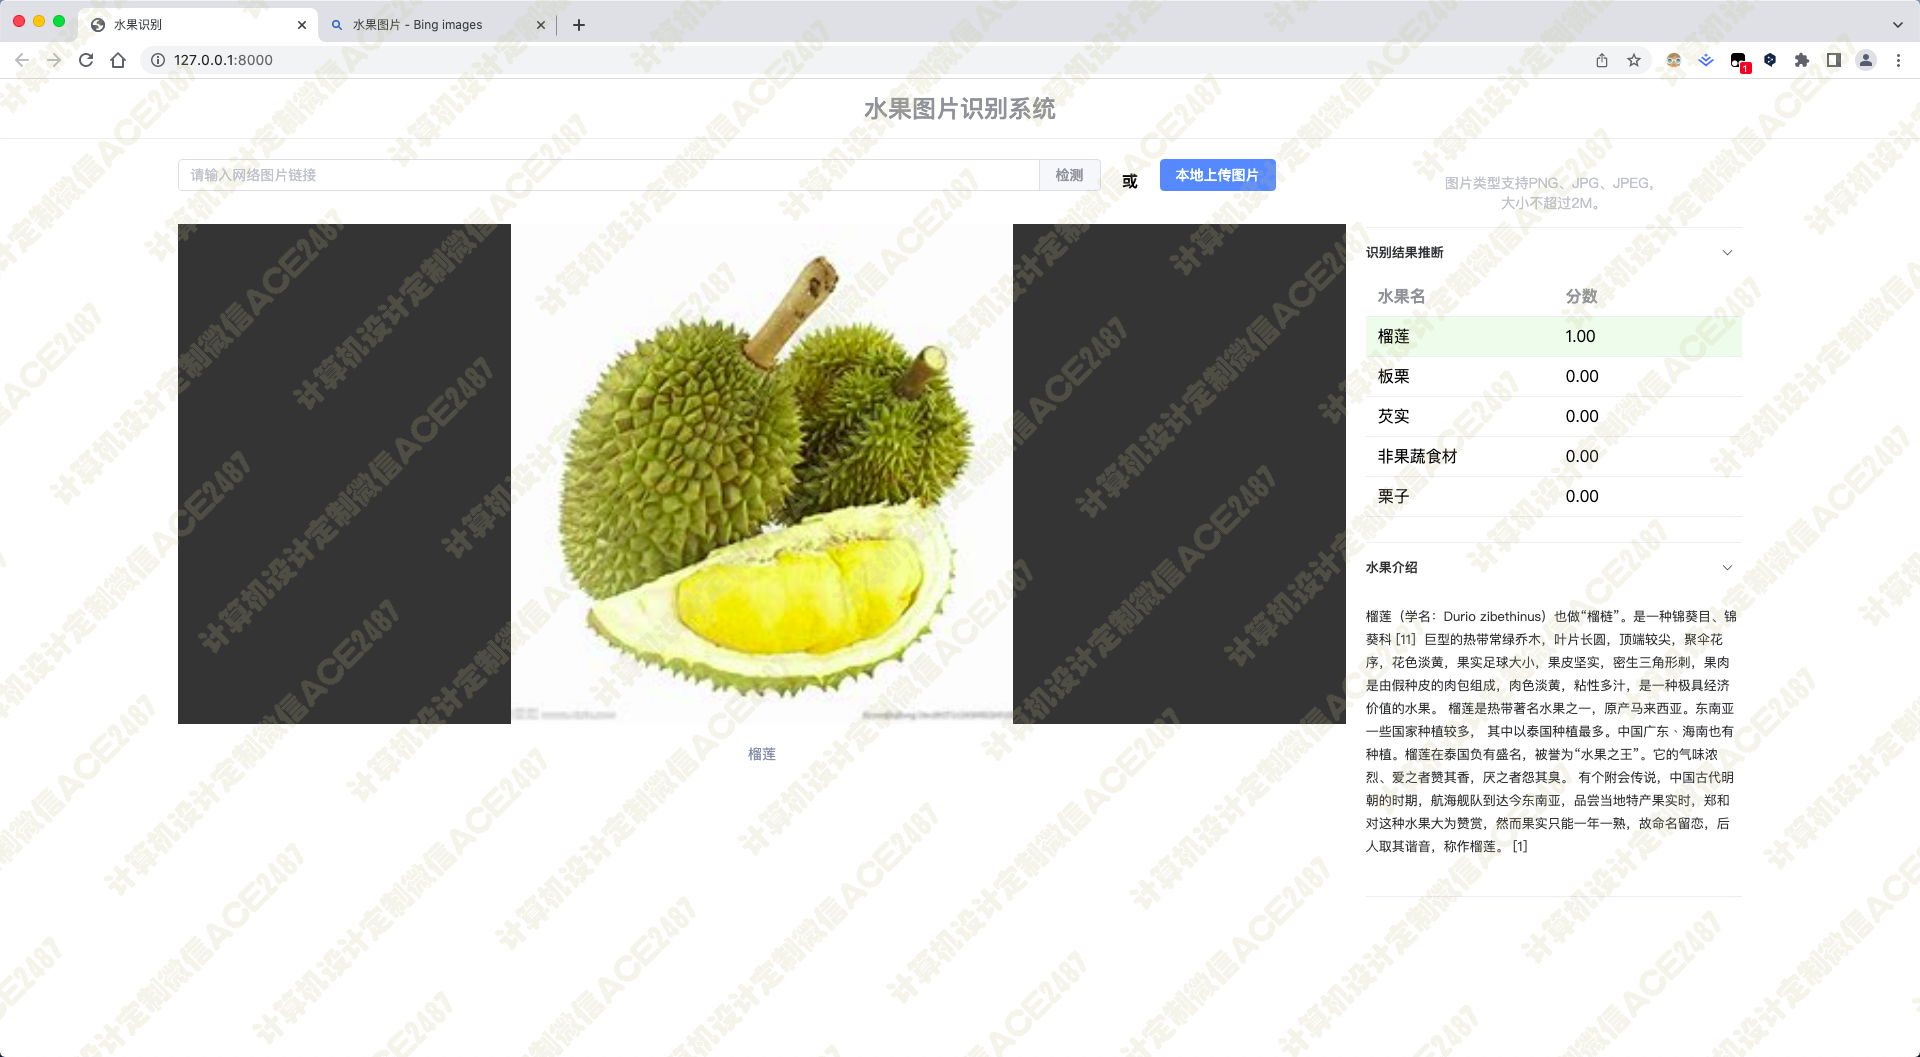 水果识别
水果图片 - Bing images
127.0.0.1:8000
1
水果图片识别系统
请输入网络图片链接
检测
或
本地上传图片
图片类型支持PNG、JPG、JPEG，
大小不超过2M。
识别结果推断
水果名 分数
榴莲 1.00
板栗 0.00
芡实 0.00
非果蔬食材 0.00
栗子 0.00
水果介绍
榴莲（学名：Durio zibethinus）也做“榴梿”。是一种锦葵目、锦
葵科 [11] 巨型的热带常绿乔木，叶片长圆，顶端较尖，聚伞花
序，花色淡黄，果实足球大小，果皮坚实，密生三角形刺，果肉
是由假种皮的肉包组成，肉色淡黄，粘性多汁，是一种极具经济
价值的水果。 榴莲是热带著名水果之一，原产马来西亚。东南亚
一些国家种植较多， 其中以泰国种植最多。中国广东、海南也有
种植。榴莲在泰国负有盛名，被誉为“水果之王”。它的气味浓
烈、爱之者赞其香，厌之者怨其臭。 有个附会传说，中国古代明
朝的时期，航海舰队到达今东南亚，品尝当地特产果实时，郑和
对这种水果大为赞赏，然而果实只能一年一熟，故命名留恋，后
人取其谐音，称作榴莲。 [1]
榴莲
计算机设计定制微信ACE2487